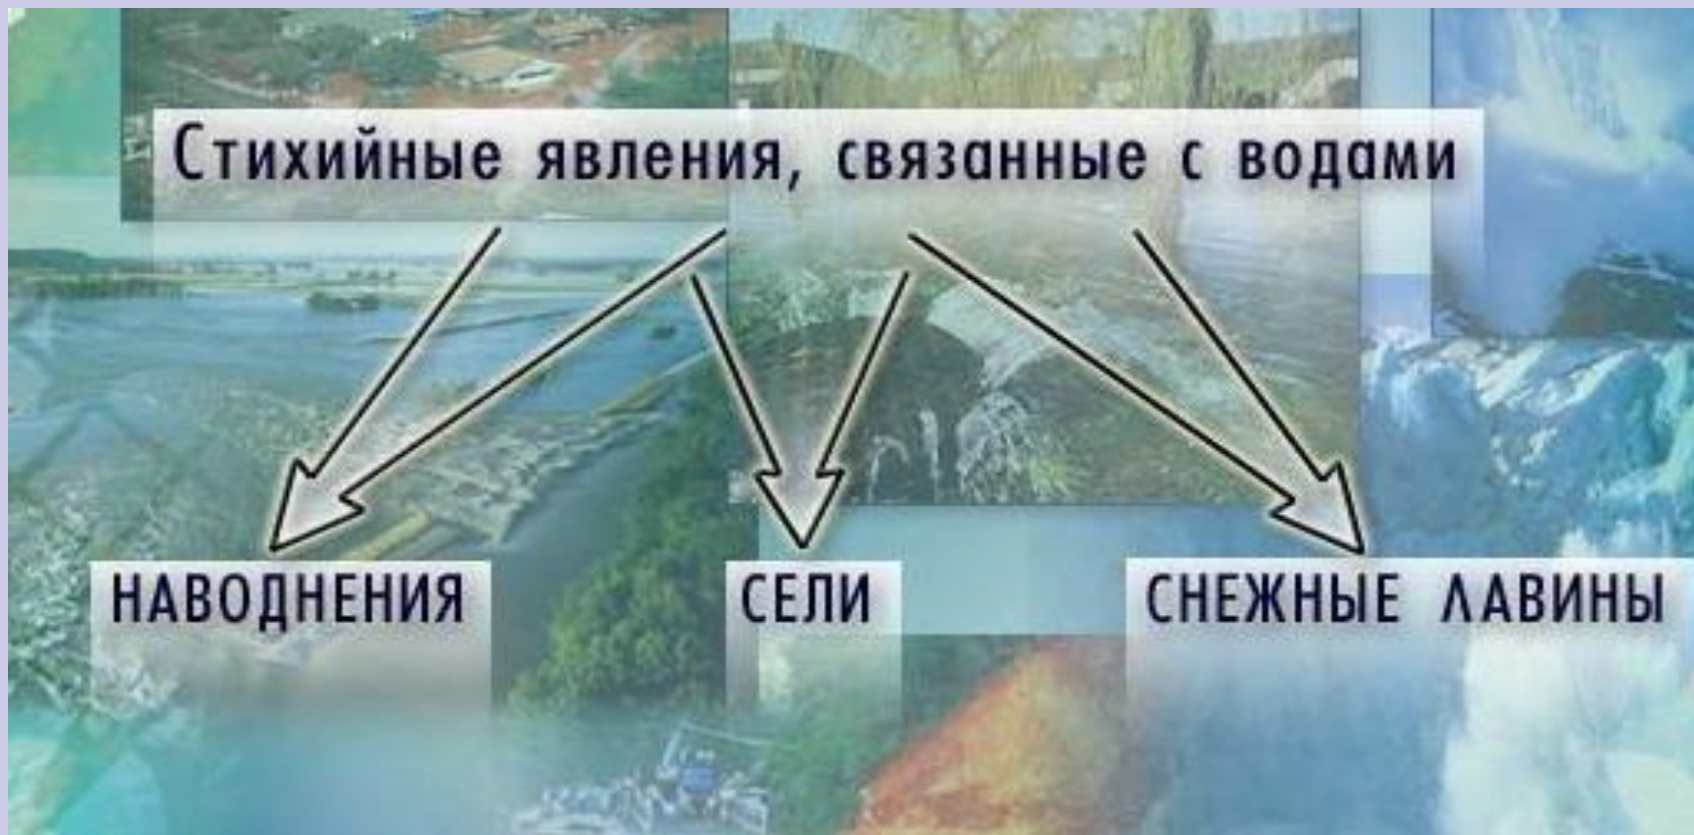 Стихийные явления, связанные с водами
НАВОДНЕНИЯ
СЕЛИ
СНЕЖНЫЕ ЛАВИНЫ